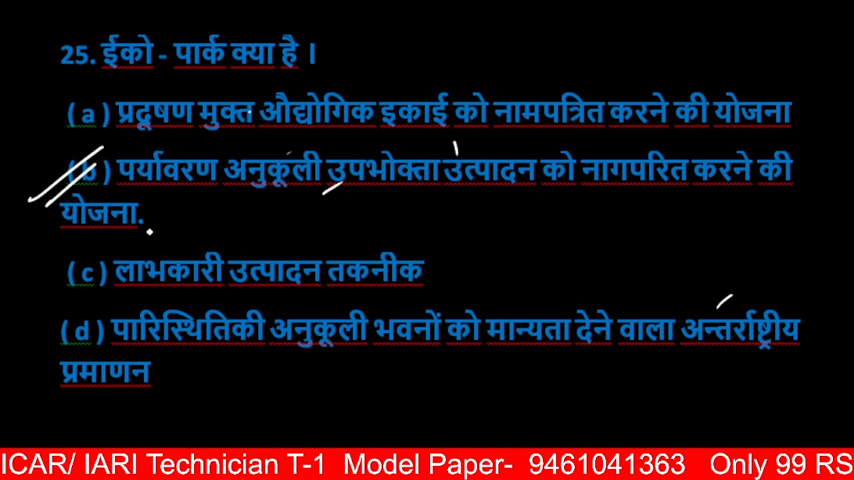 25. ईको - पार्क क्या है ।
( a ) प्रदूषण मुक्त औद्योगिक इकाई को नामपत्रित करने की योजना
( b ) पर्यावरण अनुकूली उपभोक्ता उत्पादन को नागपरित करने की
योजना.
( c ) लाभकारी उत्पादन तकनीक
( d ) पारिस्थितिकी अनुकूली भवनों को मान्यता देने वाला अन्तर्राष्ट्रीय
प्रमाणन
ICAR/ IARI Technician T-1 Model Paper- 9461041363 Only 99 RS